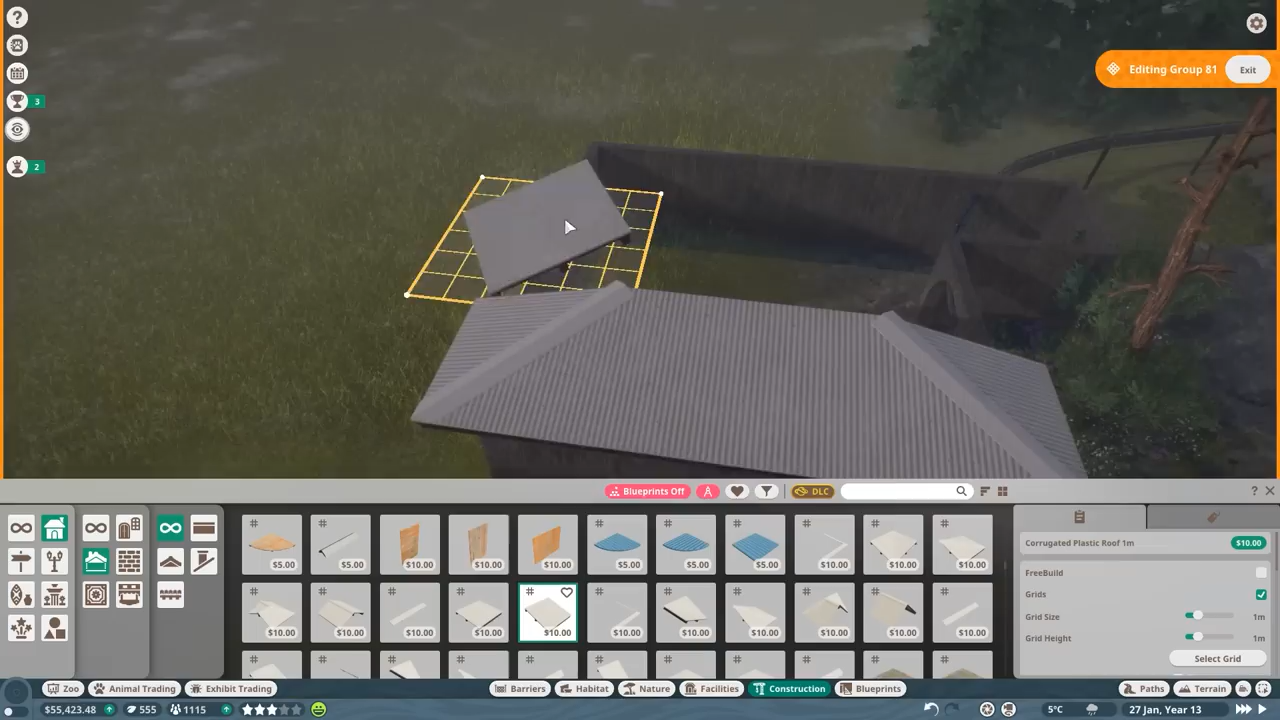 ?
Editing Group 81
Exit
3
2
Blueprints Off
DLC
?
$5.00
$5.00
$10.00
$10.00
$10.00
$5.00
$5.00
$5.00
$10.00
$10.00
$10.00
$10.00
$10.00
$10.00
$10.00
$10.00
$10.00
$10.00
$10.00
$10.00
$10.00
$10.00
Corrugated Plastic Roof 1m
$10.00
FreeBuild
Grids
Grid Size
1m
Grid Height
1m
Select Grid
Zoo
Animal Trading
Exhibit Trading
Barriers
Habitat
Nature
Facilities
Construction
Blueprints
Paths
Terrain
$55,423.48
555
1115
5°C
27 Jan, Year 13